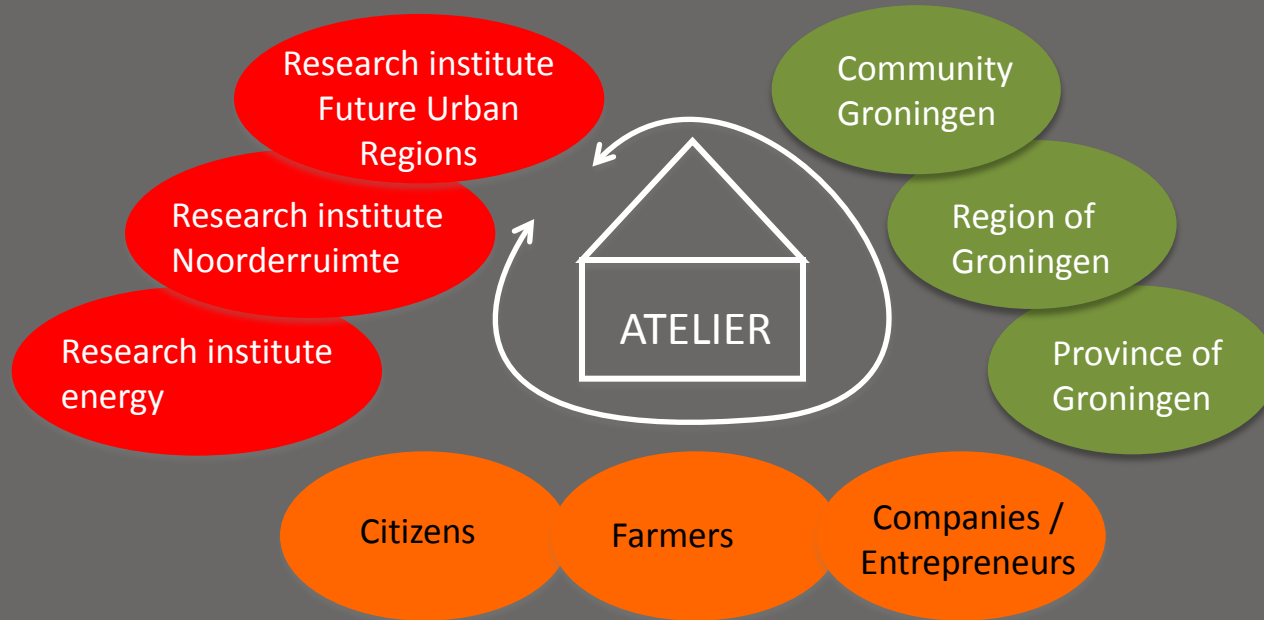 Research institute
Future Urban
Regions
Research institute
Noorderruimte
Research institute
energy
ATELIER
Community
Groningen
Region of
Groningen
Province of
Groningen
Citizens
Farmers
Companies /
Entrepreneurs